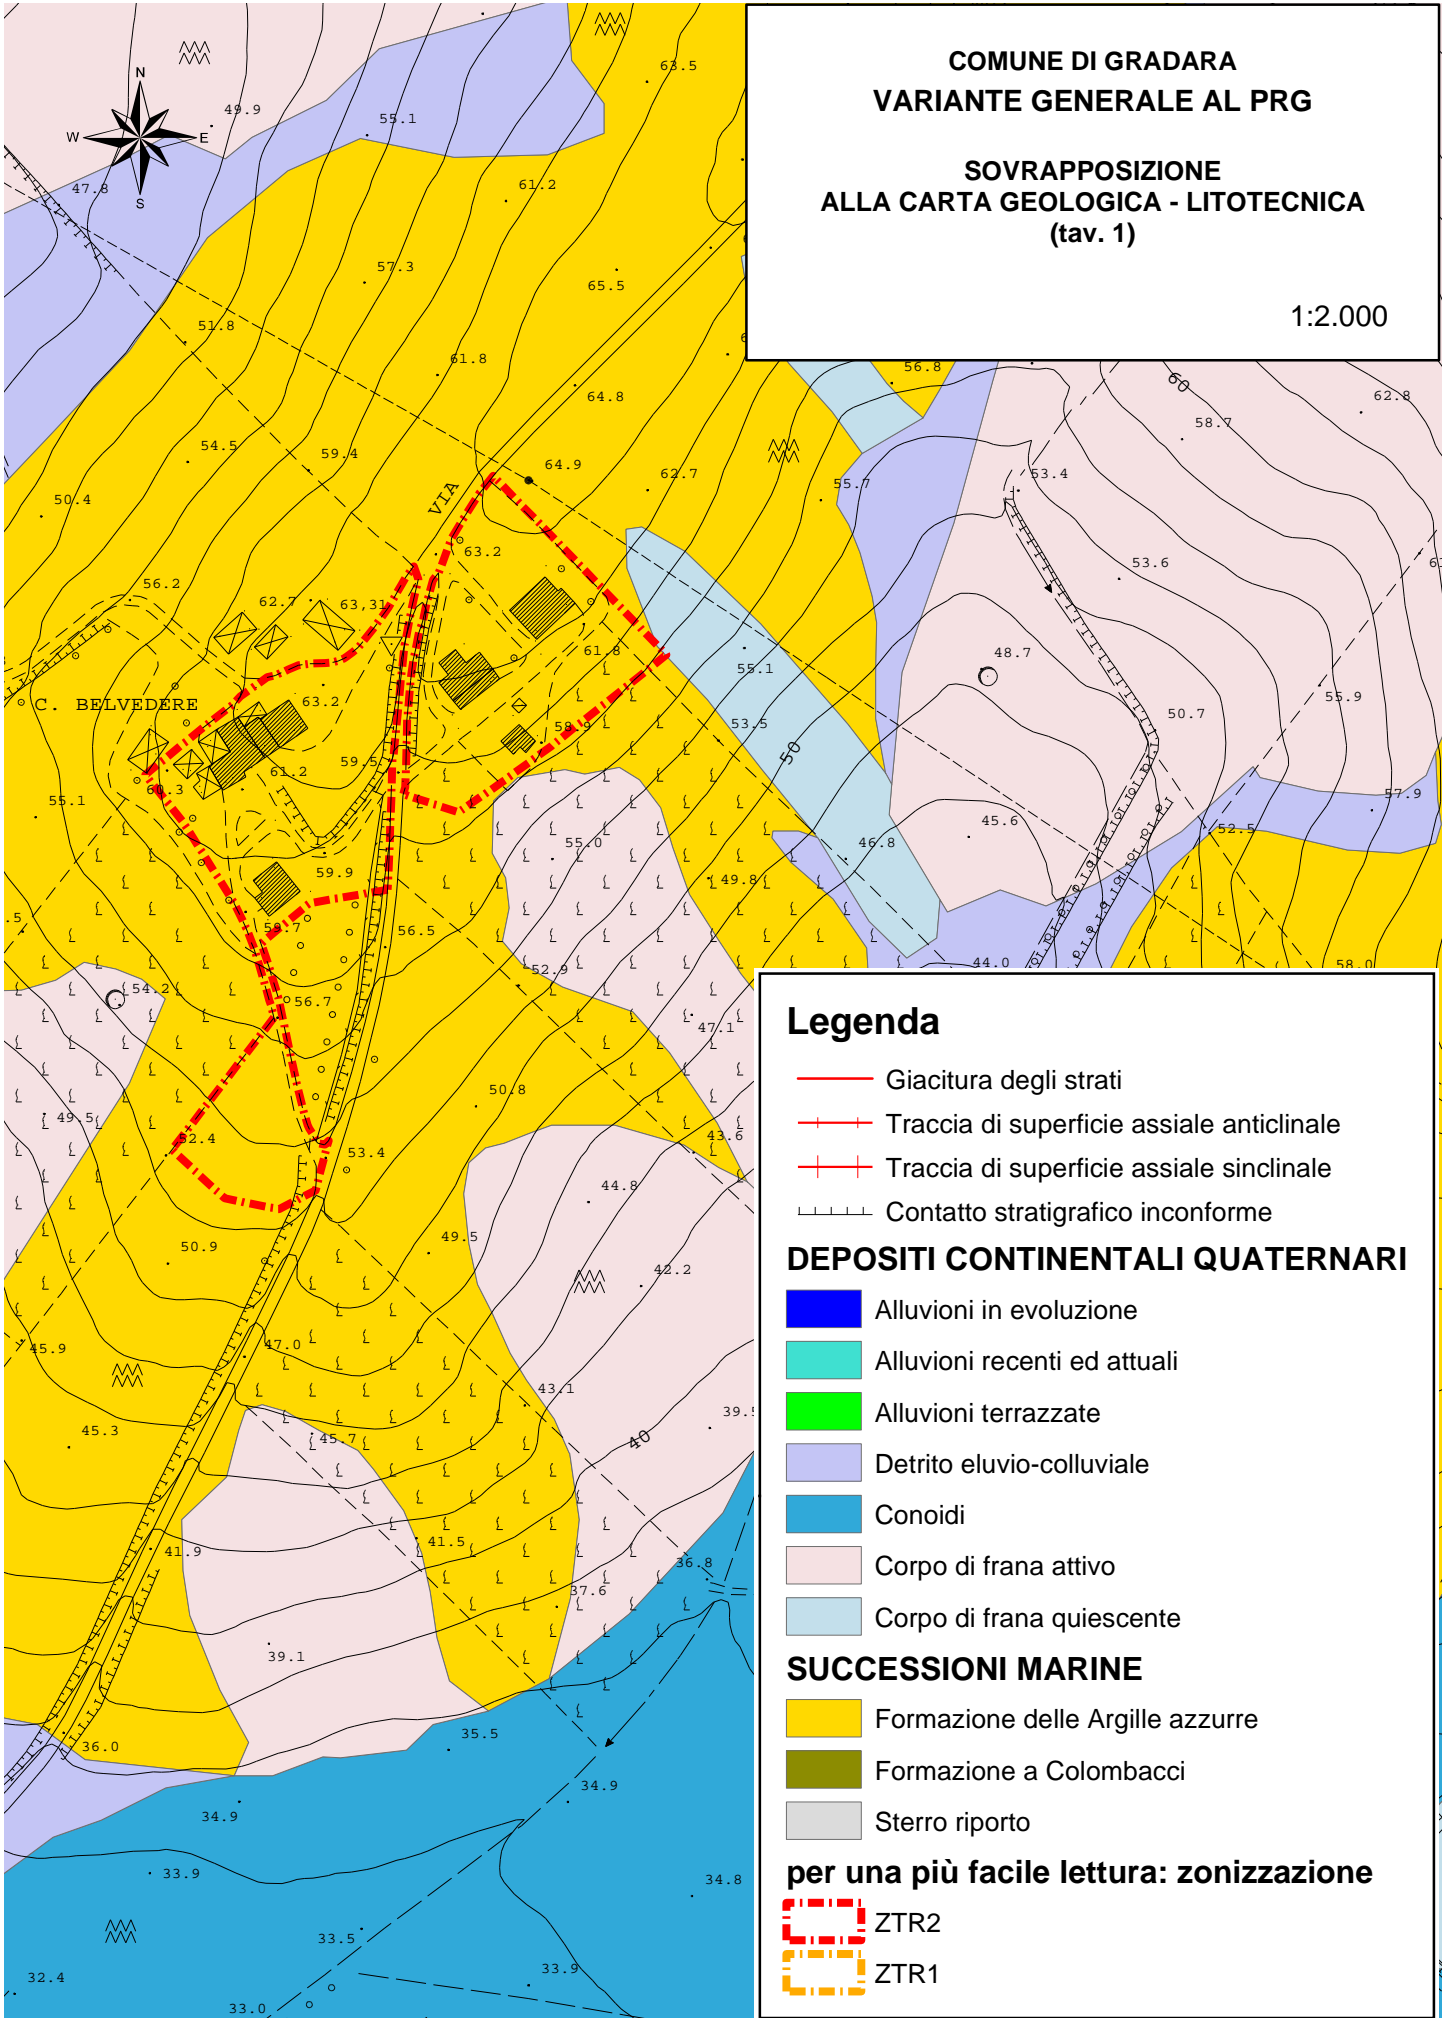 COMUNE DI GRADARA
VARIANTE GENERALE AL PRG
SOVRAPPOSIZIONE
ALLA CARTA GEOLOGICA - LITOTECNICA
(tav. 1)
1:2.000
N
W E
S
63.5
49.9
55.1
47.8
61.2
57.3
65.5
51.8
61.8
56.8
64.8
60
62.8
58.7
54.5
59.4
64.9
62.7
55.7
53.4
50.4
VIA
63.2
53.6
56.2
62.7
63,31
61.8
55.1
48.7
55.9
C. BELVEDERE
63.2
58.9
53.5
50.7
59.5
61.2
50
60.3
55.1
57.9
45.6
52.5
55.0
46.8
59.9
49.8
59.7
56.5
52.9
44.0
58.0
54.2
56.7
47.1
50.8
49.5
52.4
53.4
43.6
44.8
50.9
49.5
42.2
45.9
47.0
43.1
45.3
45.7
40
41.9
41.5
36.8
37.6
39.1
36.0
35.5
34.9
34.9
33.9
34.8
33.5
32.4
33.9
33.0
Legenda
Giacitura degli strati
Traccia di superficie assiale anticlinale
Traccia di superficie assiale sinclinale
Contatto stratigrafico inconforme
DEPOSITI CONTINENTALI QUATERNARI
Alluvioni in evoluzione
Alluvioni recenti ed attuali
Alluvioni terrazzate
Detrito eluvio-colluviale
Conoidi
Corpo di frana attivo
Corpo di frana quiescente
SUCCESSIONI MARINE
Formazione delle Argille azzurre
Formazione a Colombacci
Sterro riporto
per una più facile lettura: zonizzazione
ZTR2
ZTR1